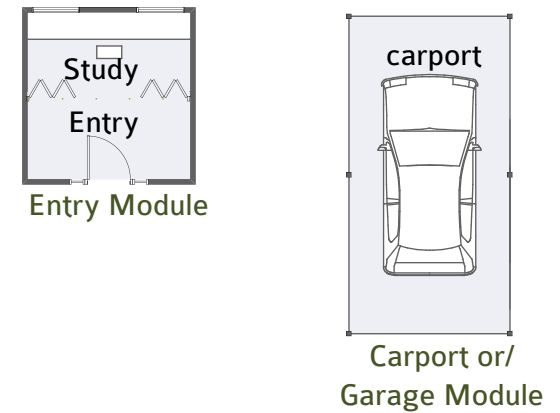 Study
Entry
Entry Module
carport
Carport or/
Garage Module